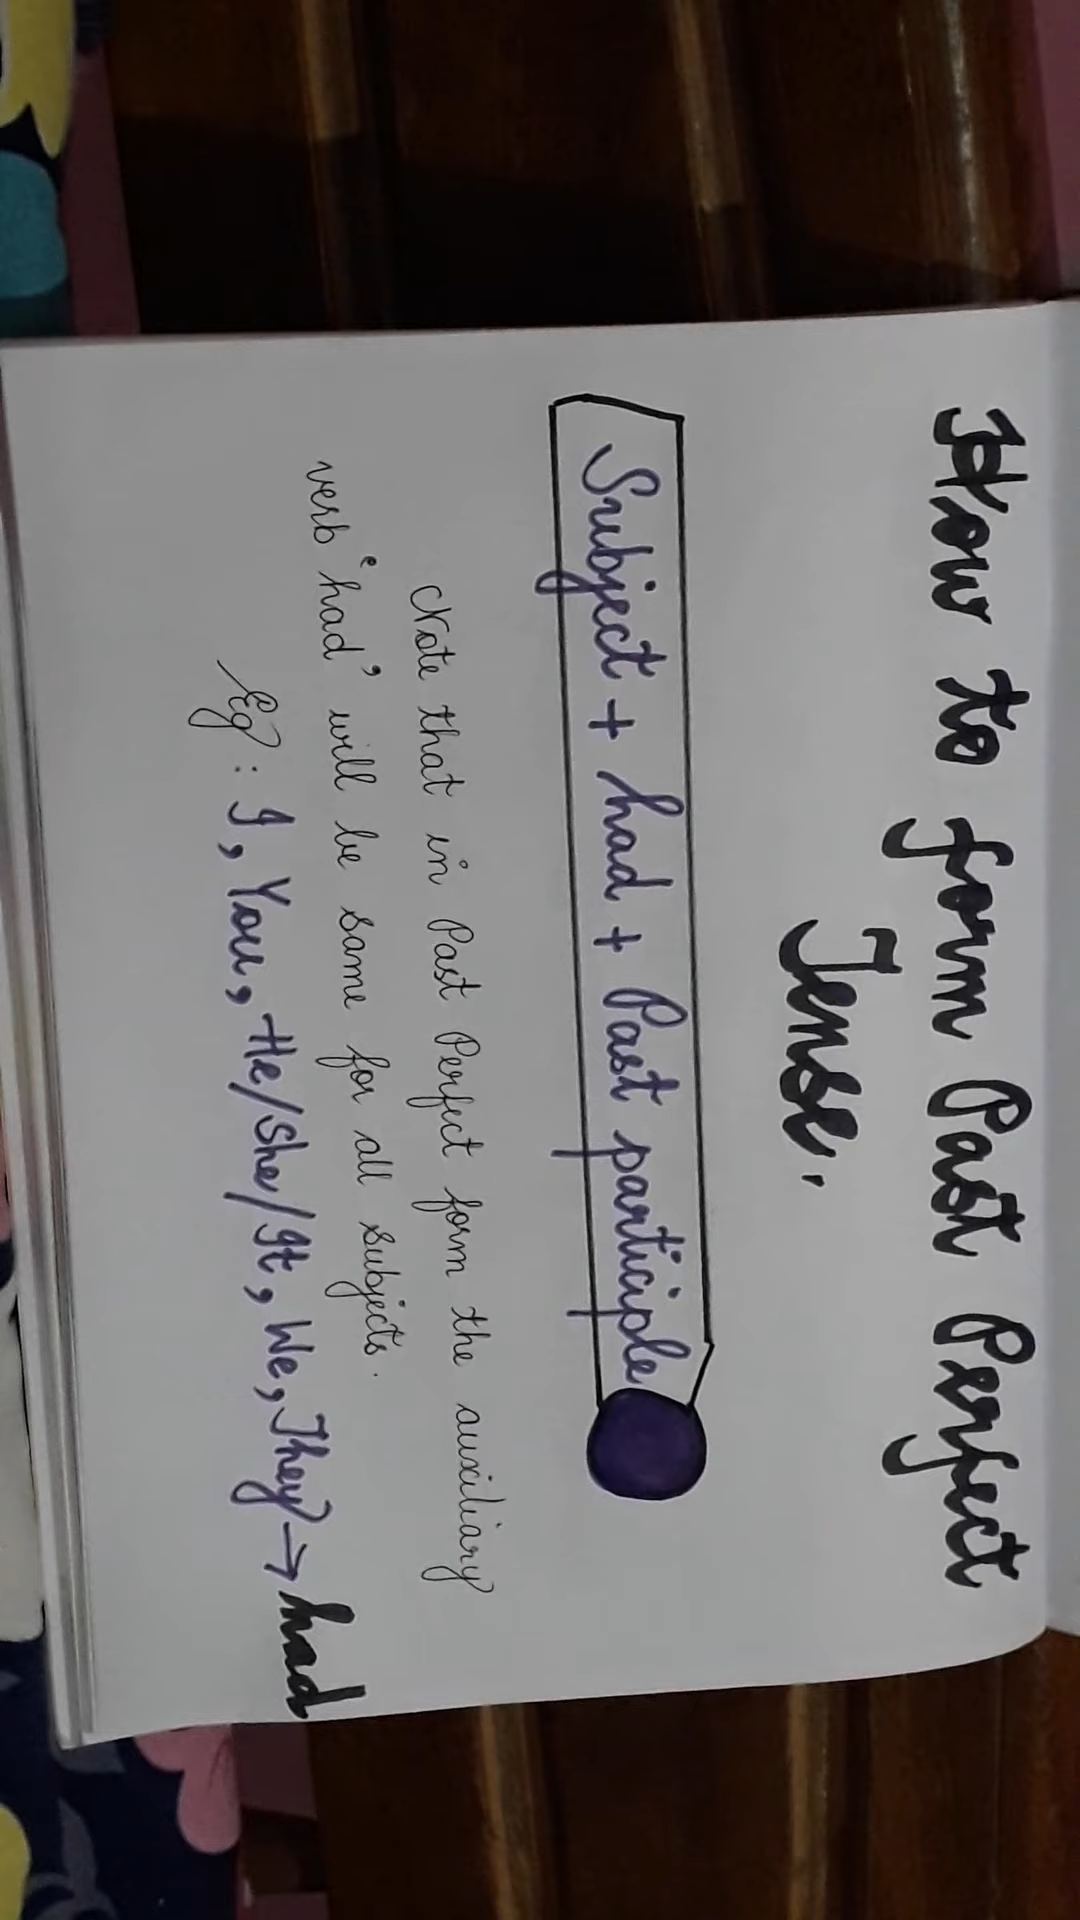 How to form Past Perfect
Tense.
Subject + had + Past participle
Note that in Past Perfect form the auxiliary
verb 'had' will be same for all subjects.
Eg : I, You, He/She/It, We, They → had